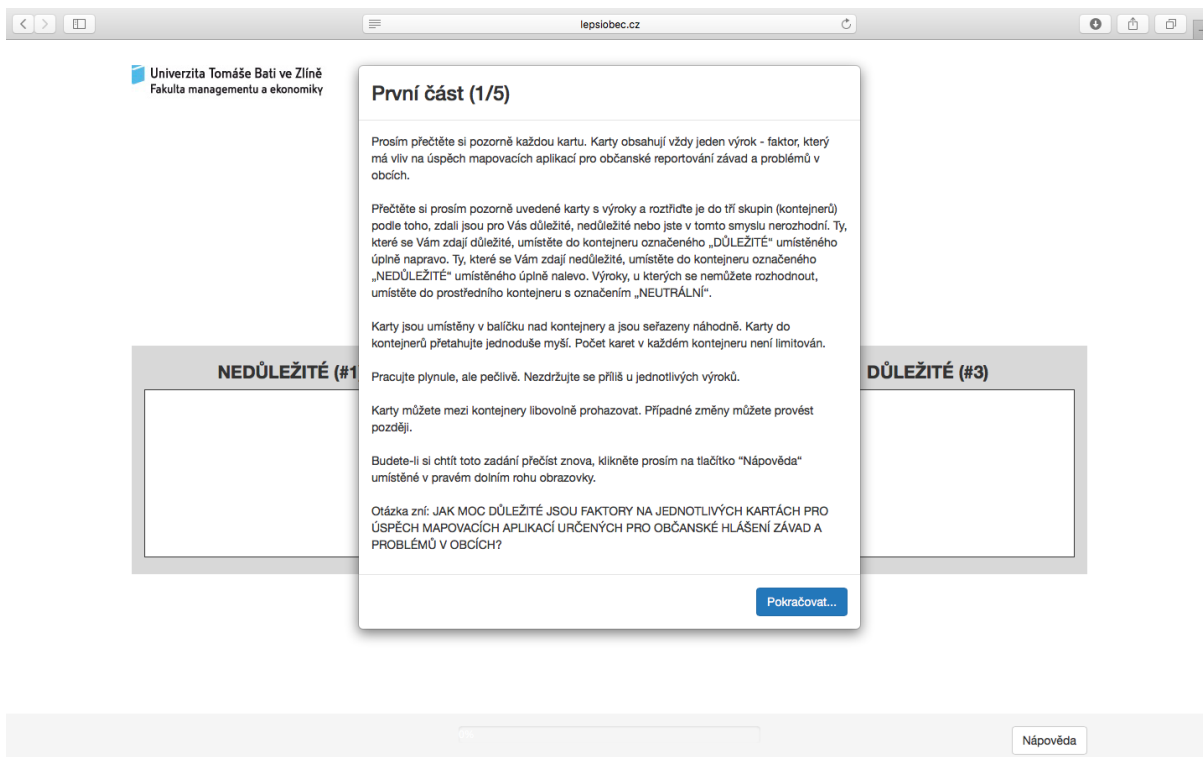 lepsiobec.cz
Univerzita Tomáše Bati ve Zlíně
Fakulta managementu a ekonomiky
První část (1/5)
Prosím přečtěte si pozorně každou kartu. Karty obsahují vždy jeden výrok - faktor, který
má vliv na úspěch mapovacích aplikací pro občanské reportování závad a problémů v
obcích.
Přečtěte si prosím pozorně uvedené karty s výroky a roztřiďte je do tří skupin (kontejnerů)
podle toho, zdali jsou pro Vás důležité, nedůležité nebo jste v tomto smyslu nerozhodní. Ty,
které se Vám zdají důležité, umístěte do kontejneru označeného „DŮLEŽITÉ“ umístěného
úplně napravo. Ty, které se Vám zdají nedůležité, umístěte do kontejneru označeného
„NEDŮLEŽITÉ“ umístěného úplně nalevo. Výroky, u kterých se nemůžete rozhodnout,
umístěte do prostředního kontejneru s označením „NEUTRÁLNÍ“.
Karty jsou umístěny v balíčku nad kontejnery a jsou seřazeny náhodně. Karty do
kontejnerů přetahujte jednoduše myší. Počet karet v každém kontejneru není limitován.
Pracujte plynule, ale pečlivě. Nezdržujte se příliš u jednotlivých výroků.
Karty můžete mezi kontejnery libovolně prohazovat. Případné změny můžete provést
později.
Budete-li si chtít toto zadání přečíst znova, klikněte prosím na tlačítko “Nápověda“
umístěné v pravém dolním rohu obrazovky.
Otázka zní: JAK MOC DŮLEŽITÉ JSOU FAKTORY NA JEDNOTLIVÝCH KARTÁCH PRO
ÚSPĚCH MAPOVACÍCH APLIKACÍ URČENÝCH PRO OBČANSKÉ HLÁŠENÍ ZÁVAD A
PROBLÉMŮ V OBCÍCH?
Pokračovat...
NEDŮLEŽITÉ (#1
DŮLEŽITÉ (#3)
0%
Nápověda